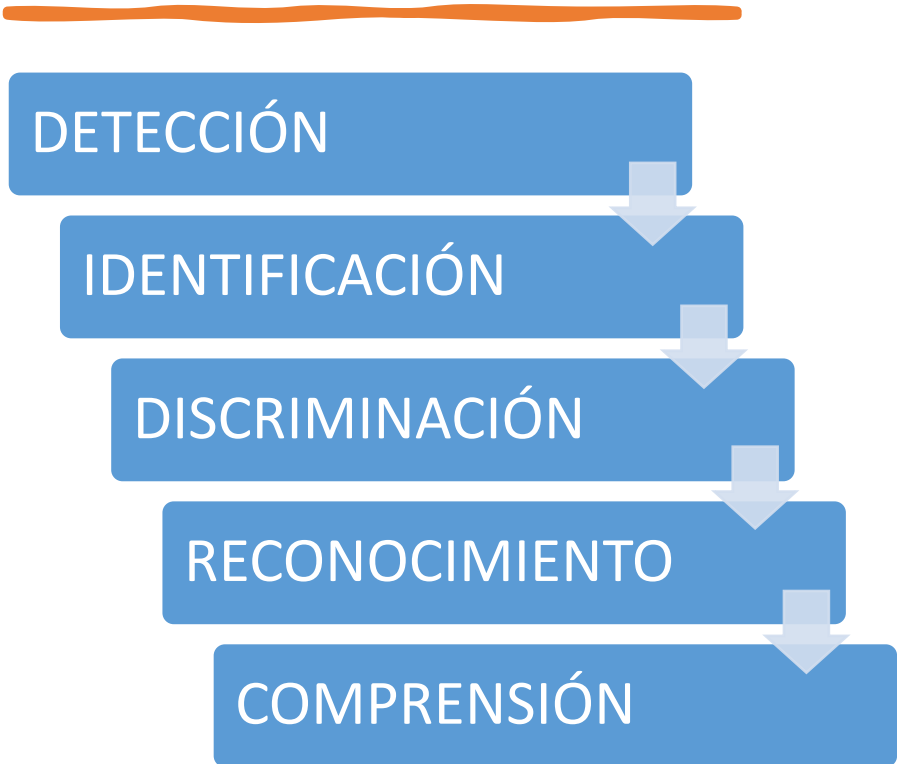 DETECCIÓN
IDENTIFICACIÓN
DISCRIMINACIÓN
RECONOCIMIENTO
COMPRENSIÓN